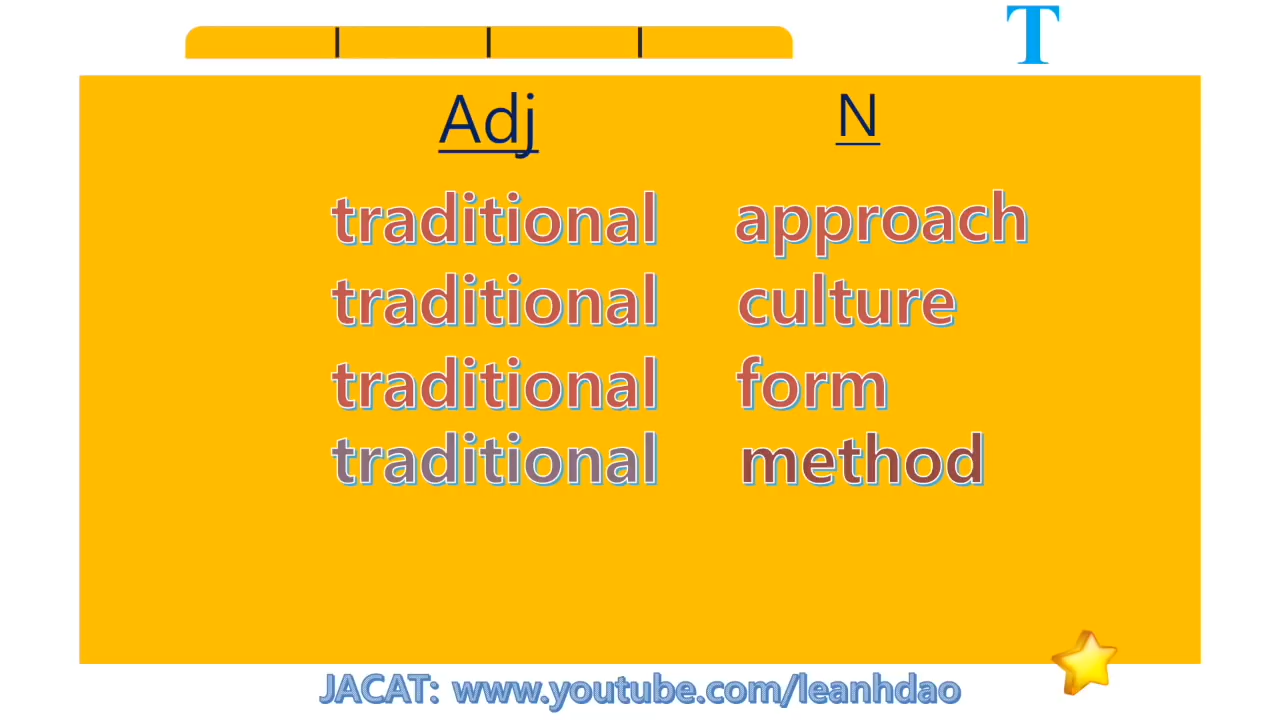 T
Adj N
traditional approach
traditional culture
traditional form
traditional method
JACAT: www.youtube.com/leanhdao